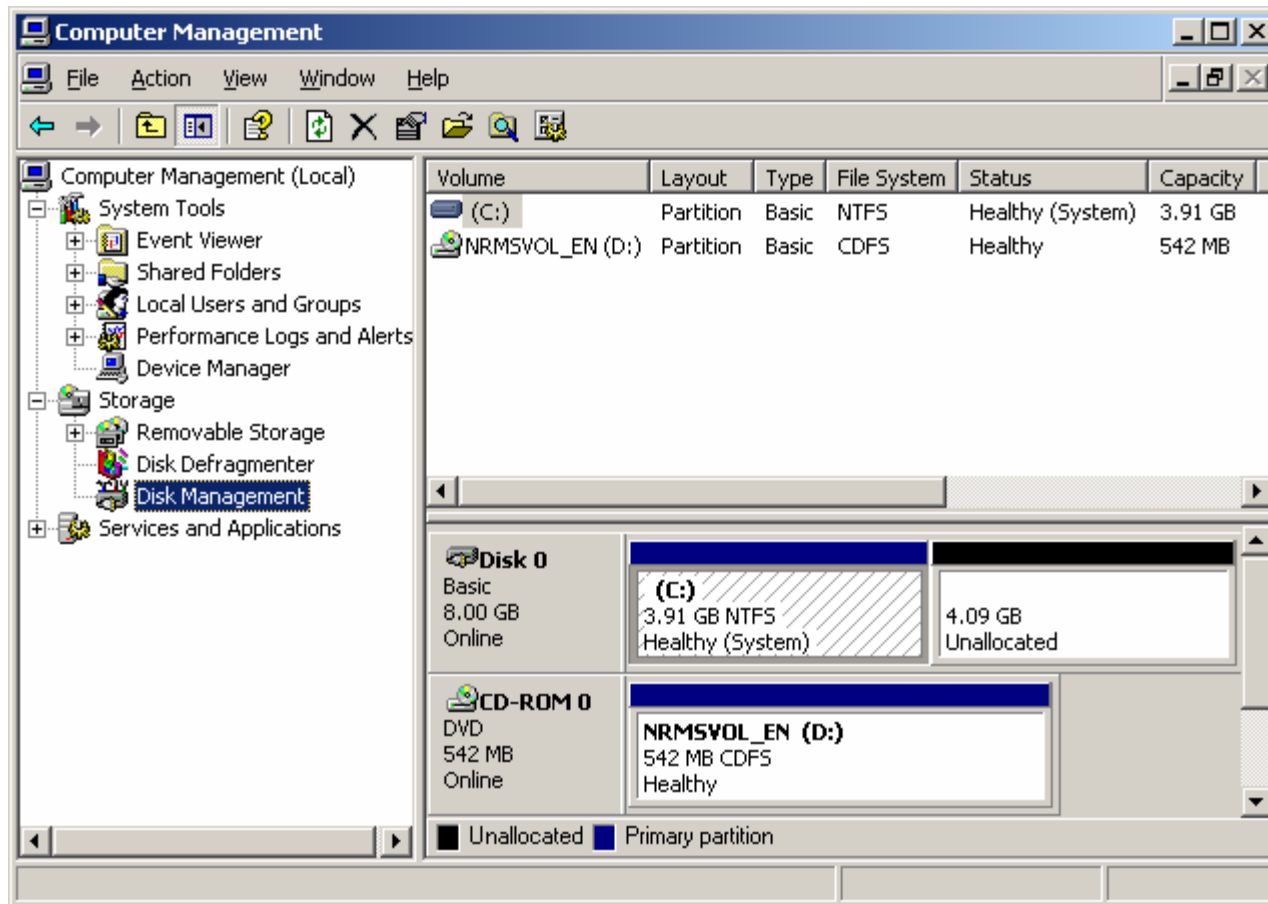 Computer Management
File Action View Window Help
Computer Management (Local)
System Tools
Event Viewer
Shared Folders
Local Users and Groups
Performance Logs and Alerts
Device Manager
Storage
Removable Storage
Disk Defragmenter
Disk Management
Services and Applications
Volume Layout Type File System Status Capacity
(C:) Partition Basic NTFS Healthy (System) 3.91 GB
NRMSVOL_EN (D:) Partition Basic CDFS Healthy 542 MB
Disk 0
Basic
8.00 GB
Online
(C:)
3.91 GB NTFS
Healthy (System)
4.09 GB
Unallocated
CD-ROM 0
DVD
542 MB
Online
NRMSVOL_EN (D:)
542 MB CDFS
Healthy
Unallocated Primary partition